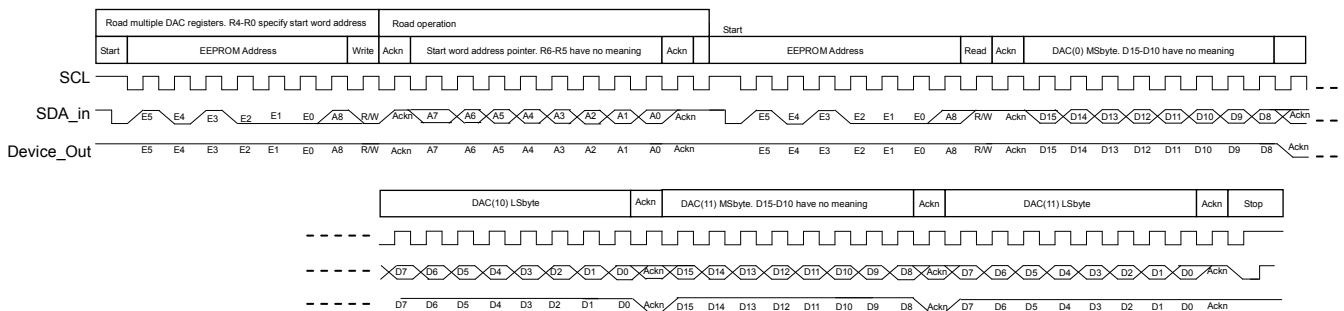 Road multiple DAC registers. R4-R0 specify start word address Road operation
Start
Start EEPROM Address Write Ackn Start word address pointer. R6-R5 have no meaning Ackn EEPROM Address Read Ackn DAC(0) MSbyte. D15-D10 have no meaning
SCL
SDA_in E5 E4 E3 E2 E1 E0 A8 R/W Ackn A7 A6 A5 A4 A3 A2 A1 A0 Ackn E5 E4 E3 E2 E1 E0 A8 R/W Ackn D15 D14 D13 D12 D11 D10 D9 D8 Ackn
Device_Out E5 E4 E3 E2 E1 E0 A8 R/W Ackn A7 A6 A5 A4 A3 A2 A1 A0 Ackn E5 E4 E3 E2 E1 E0 A8 R/W Ackn D15 D14 D13 D12 D11 D10 D9 D8 Ackn
DAC(10) LSbyte Ackn DAC(11) MSbyte. D15-D10 have no meaning Ackn DAC(11) LSbyte Ackn Stop
D7 D6 D5 D4 D3 D2 D1 D0 Ackn D15 D14 D13 D12 D11 D10 D9 D8 Ackn D7 D6 D5 D4 D3 D2 D1 D0 Ackn
D7 D6 D5 D4 D3 D2 D1 D0 Ackn D15 D14 D13 D12 D11 D10 D9 D8 Ackn D7 D6 D5 D4 D3 D2 D1 D0 Ackn